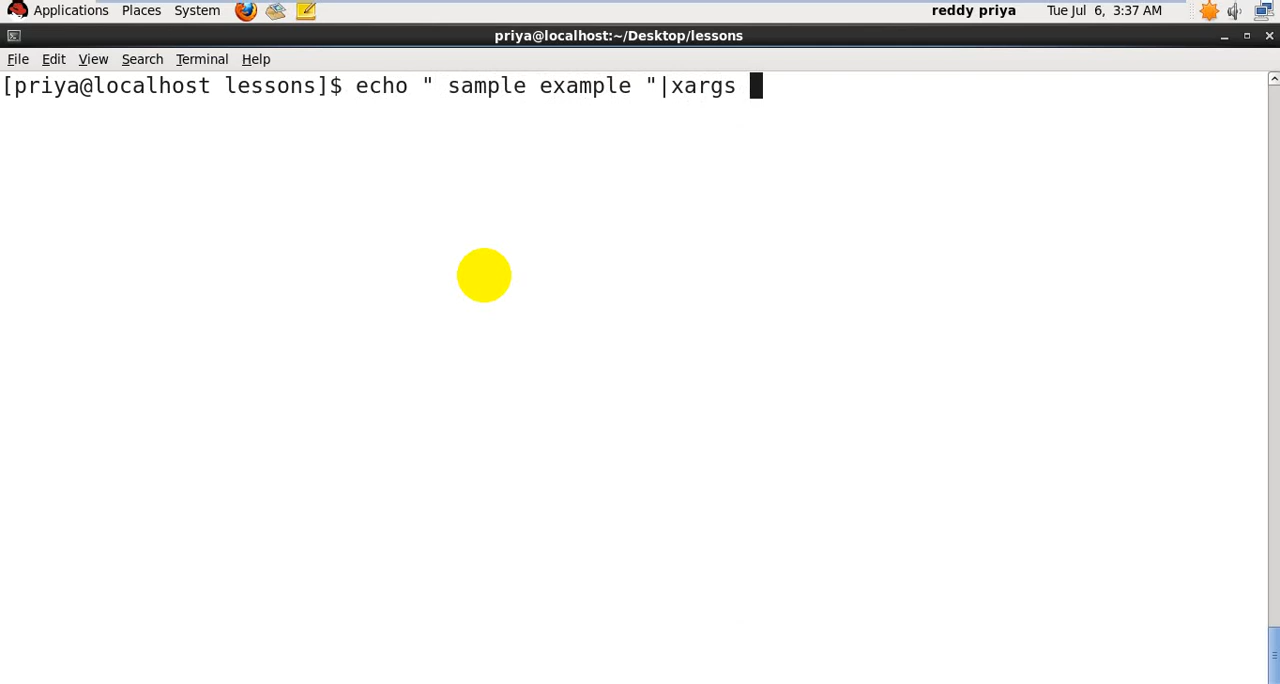 Applications Places System reddy priya Tue Jul 6, 3:37 AM
priya@localhost:~/Desktop/lessons
File Edit View Search Terminal Help
[priya@localhost lessons]$ echo " sample example "|xargs